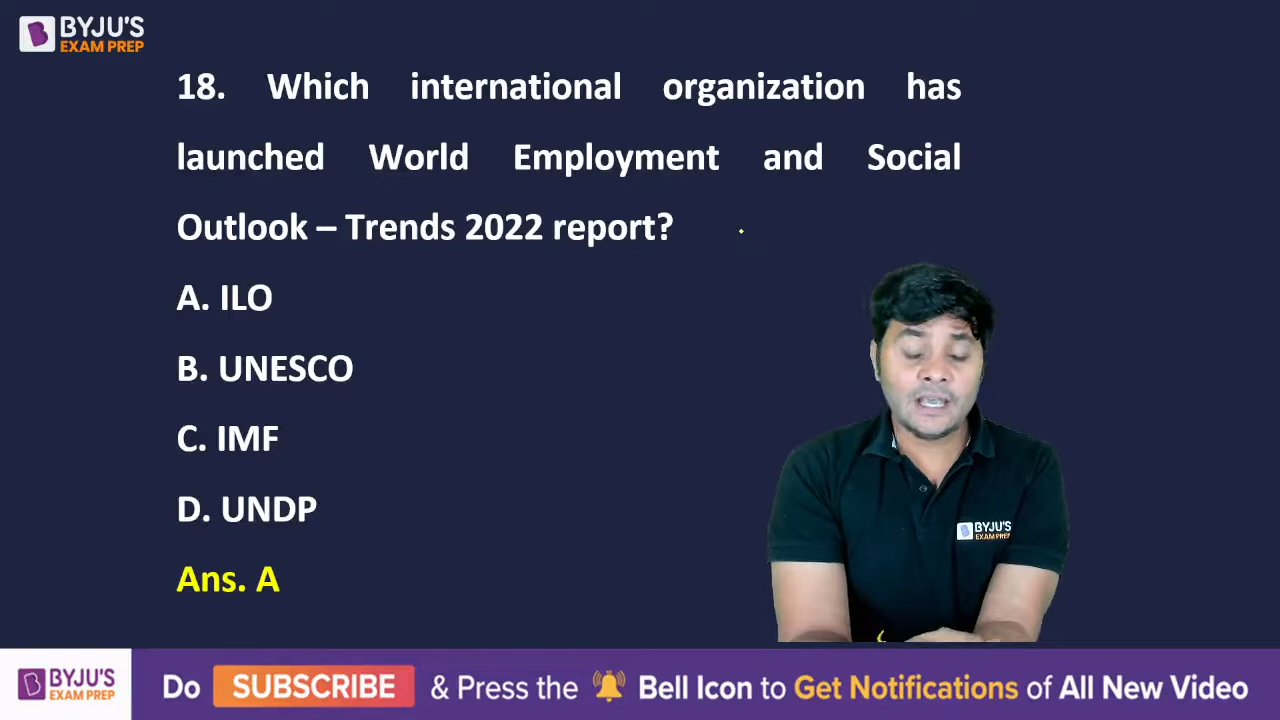 BYJU'S
EXAM PREP
18. Which international organization has
launched World Employment and Social
Outlook – Trends 2022 report?
A. ILO
B. UNESCO
C. IMF
D. UNDP
Ans. A
BYJU'S
EXAM PREP
BYJU'S
EXAM PREP
Do SUBSCRIBE & Press the Bell Icon to Get Notifications of All New Video